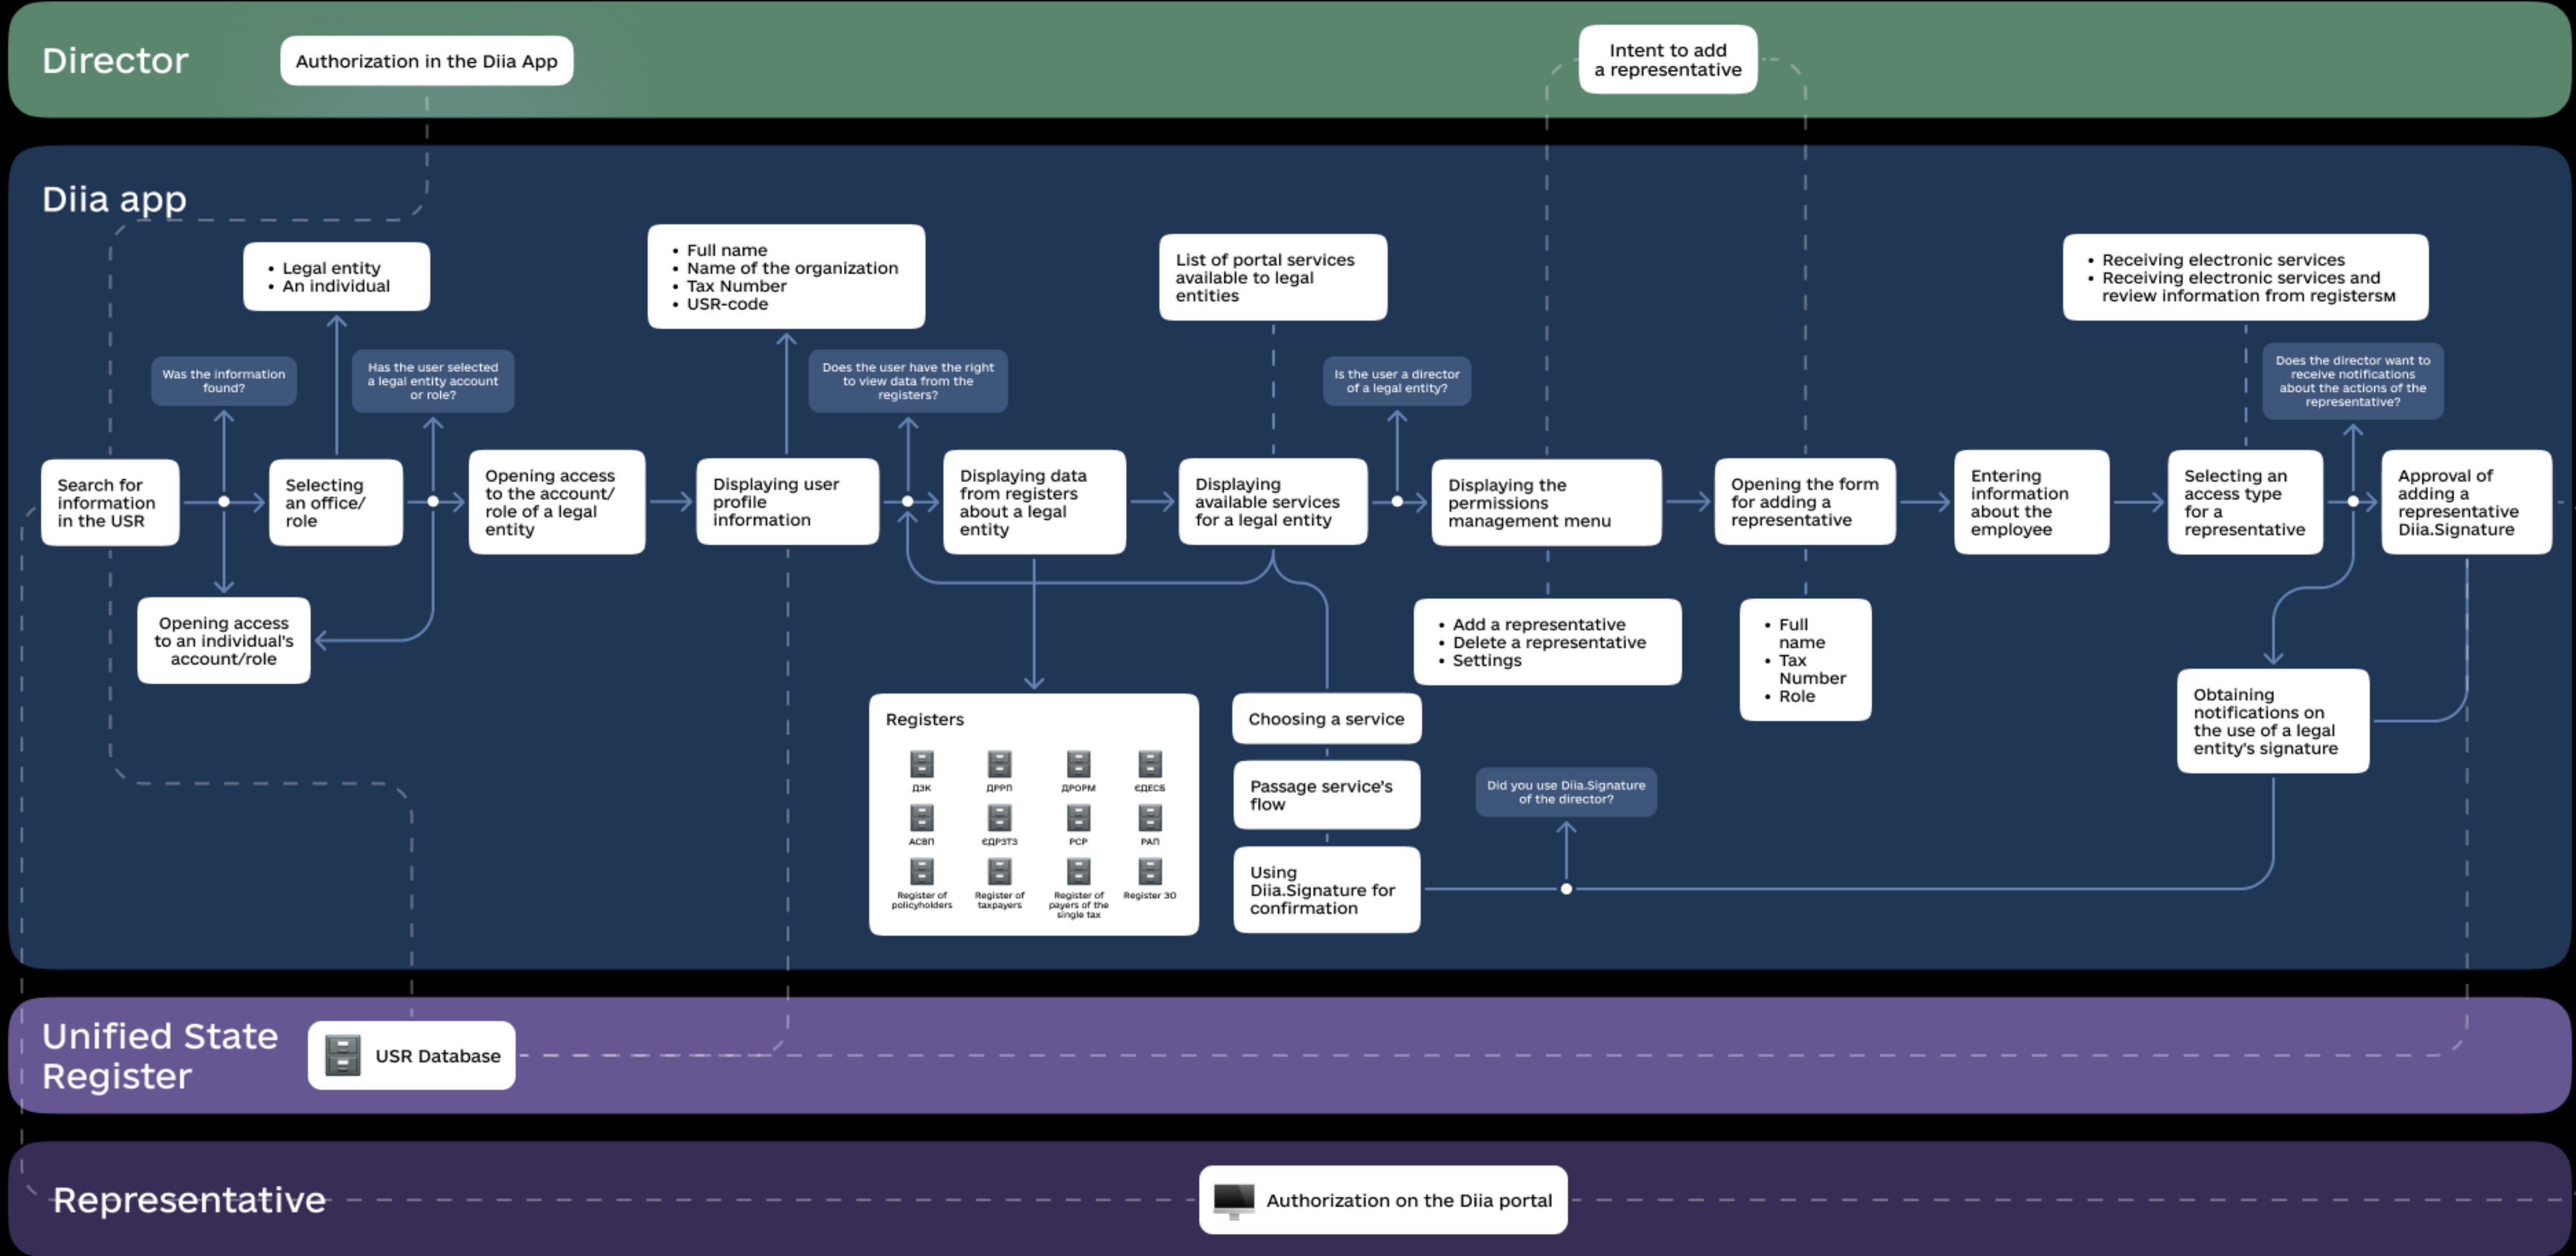 Director
Authorization in the Diia App
Intent to add
a representative
Diia app
• Legal entity
• An individual
• Full name
• Name of the organization
• Tax Number
• USR-code
List of portal services
available to legal
entities
• Receiving electronic services
• Receiving electronic services and
review information from registersм
Was the information
found?
Has the user selected
a legal entity account
or role?
Does the user have the right
to view data from the
registers?
Is the user a director
of a legal entity?
Does the director want to
receive notifications
about the actions of the
representative?
Search for
information
in the USR
Selecting
an office/
role
Opening access
to the account/
role of a legal
entity
Displaying user
profile
information
Displaying data
from registers
about a legal
entity
Displaying
available services
for a legal entity
Displaying the
permissions
management menu
Opening the form
for adding a
representative
Entering
information
about the
employee
Selecting an
access type
for a
representative
Approval of
adding a
representative
Diia.Signature
Opening access
to an individual's
account/role
• Add a representative
• Delete a representative
• Settings
• Full
name
• Tax
Number
• Role
Registers
ДЗК
ДРРП
ДРОРМ
ЄДЕСБ
АСВП
ЄДРЗТЗ
РСР
РАП
Register of
policyholders
Register of
taxpayers
Register of
payers of the
single tax
Register 30
Choosing a service
Passage service's
flow
Using
Diia.Signature for
confirmation
Did you use Diia.Signature
of the director?
Obtaining
notifications on
the use of a legal
entity's signature
Unified State
Register
USR Database
Representative
Authorization on the Diia portal